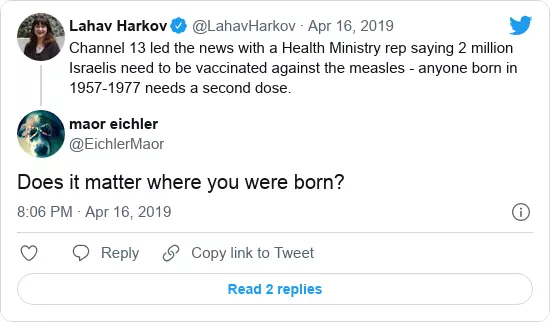 Lahav Harkov @LahavHarkov · Apr 16, 2019
Channel 13 led the news with a Health Ministry rep saying 2 million
Israelis need to be vaccinated against the measles - anyone born in
1957-1977 needs a second dose.
maor eichler
@EichlerMaor
Does it matter where you were born?
8:06 PM · Apr 16, 2019
Reply Copy link to Tweet
Read 2 replies